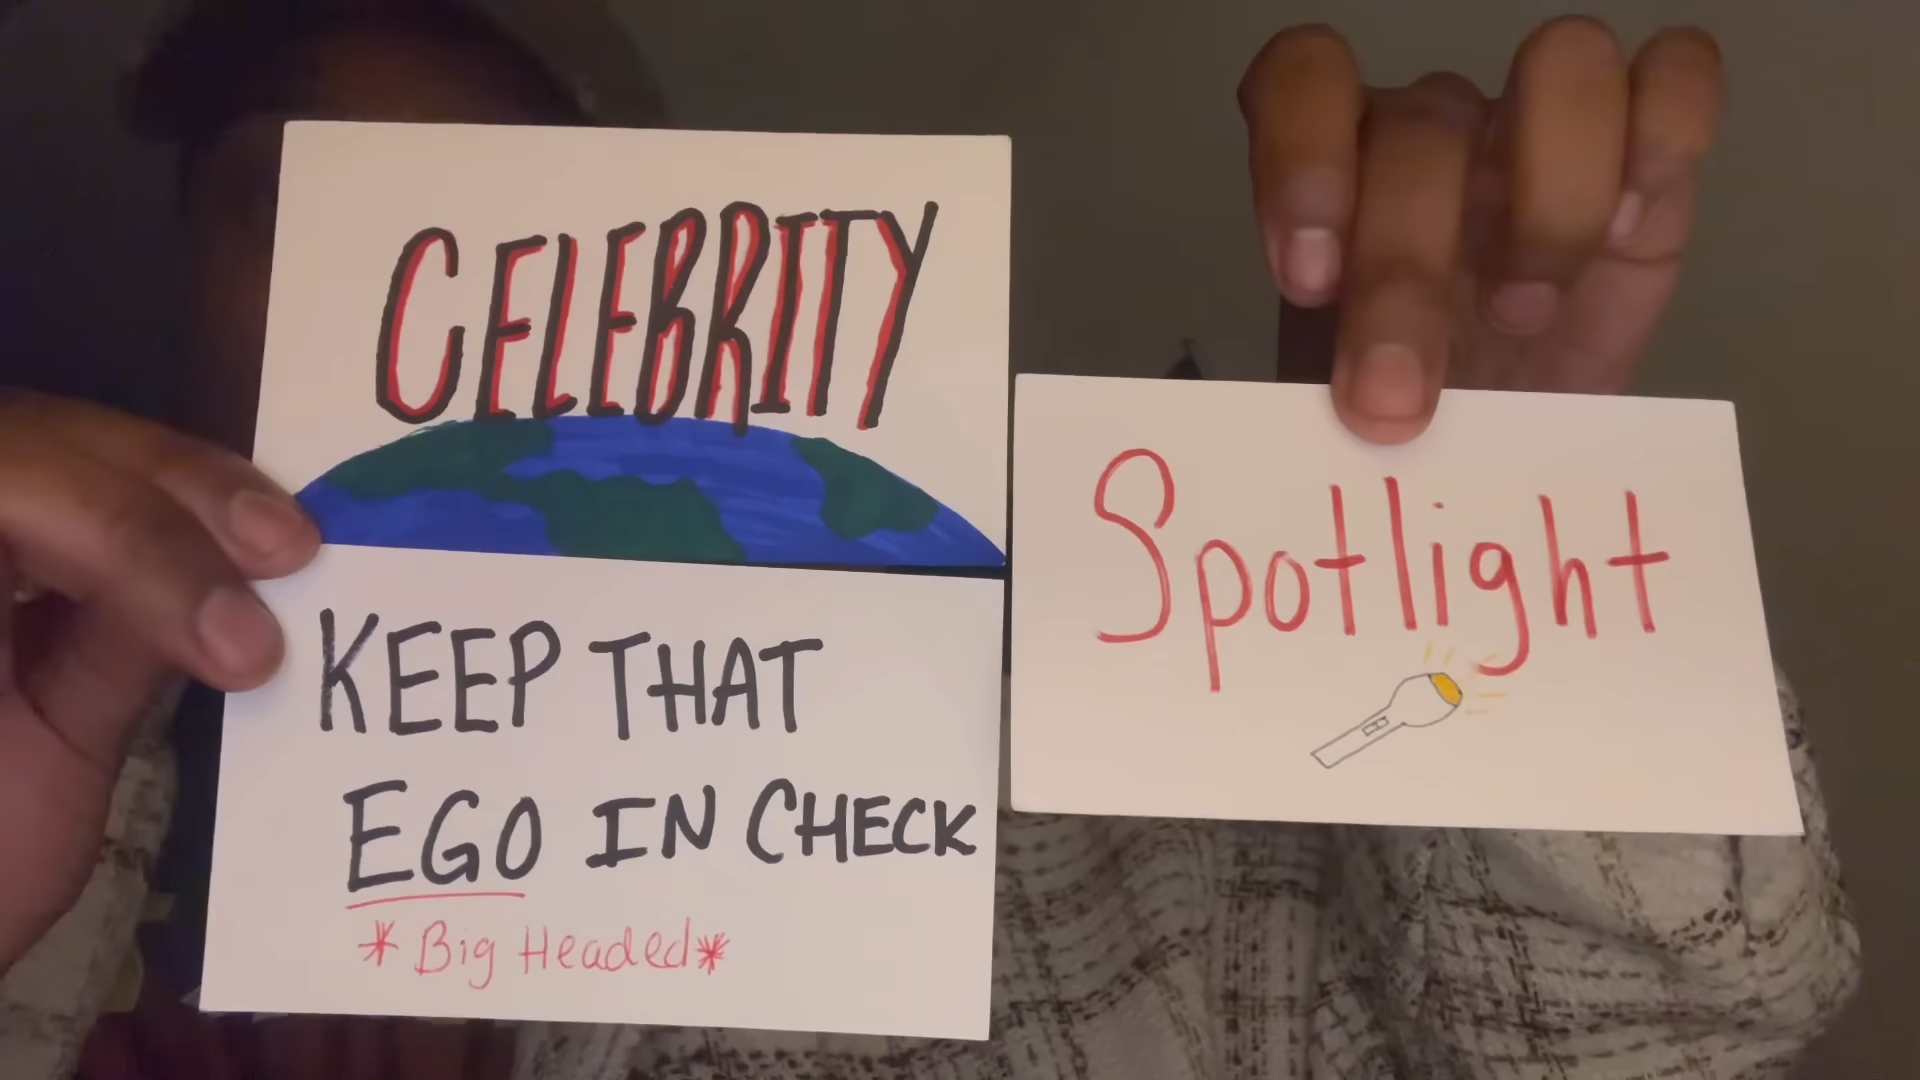 CELEBRITY
KEEP THAT
EGO IN CHECK
*Big Headed*
Spotlight